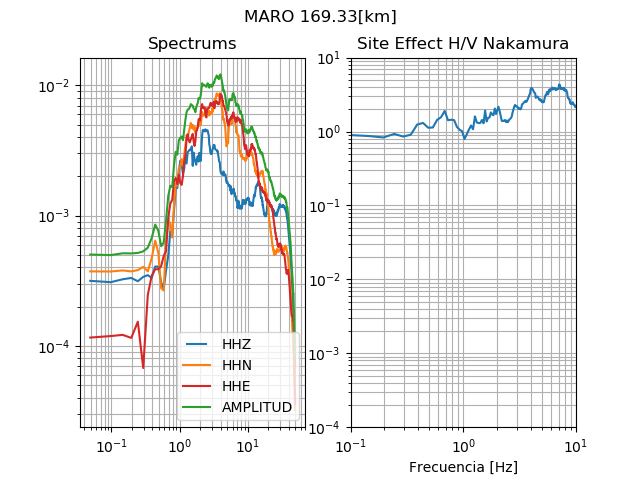 MARO 169.33[km]
Spectrums
10⁻²
10⁻³
10⁻⁴
10⁻¹
10⁰
10¹
HHZ
HHN
HHE
AMPLITUD
Site Effect H/V Nakamura
10¹
10⁰
10⁻¹
10⁻²
10⁻³
10⁻⁴
10⁻¹
10⁰
10¹
Frecuencia [Hz]